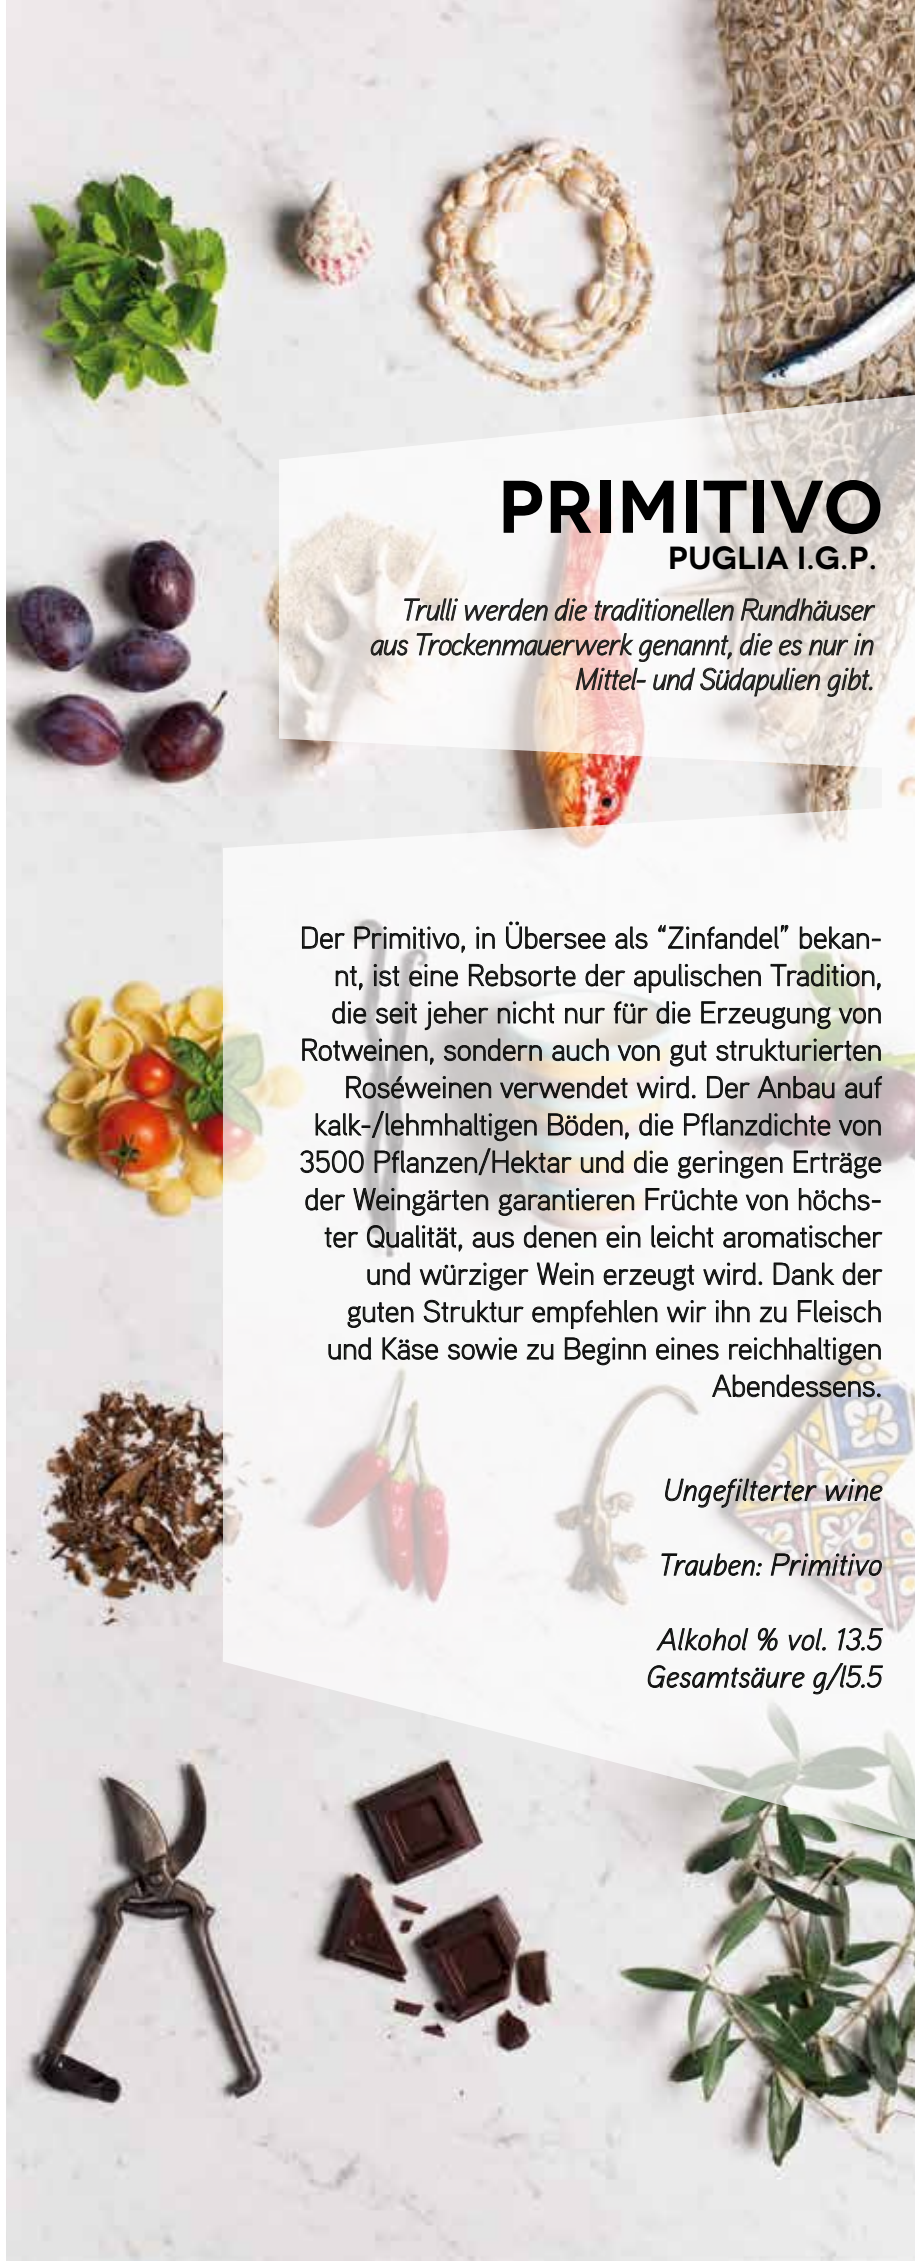 PRIMITIVO
PUGLIA I.G.P.
Trulli werden die traditionellen Rundhäuser
aus Trockenmauerwerk genannt, die es nur in
Mittel- und Südapulien gibt.
Der Primitivo, in Übersee als “Zinfandel” bekan-
nt, ist eine Rebsorte der apulischen Tradition,
die seit jeher nicht nur für die Erzeugung von
Rotweinen, sondern auch von gut strukturierten
Roséweinen verwendet wird. Der Anbau auf
kalk-/lehmhaltigen Böden, die Pflanzdichte von
3500 Pflanzen/Hektar und die geringen Erträge
der Weingärten garantieren Früchte von höchs-
ter Qualität, aus denen ein leicht aromatischer
und würziger Wein erzeugt wird. Dank der
guten Struktur empfehlen wir ihn zu Fleisch
und Käse sowie zu Beginn eines reichhaltigen
Abendessens.
Ungefilterter wine
Trauben: Primitivo
Alkohol % vol. 13.5
Gesamtsäure g/l5.5